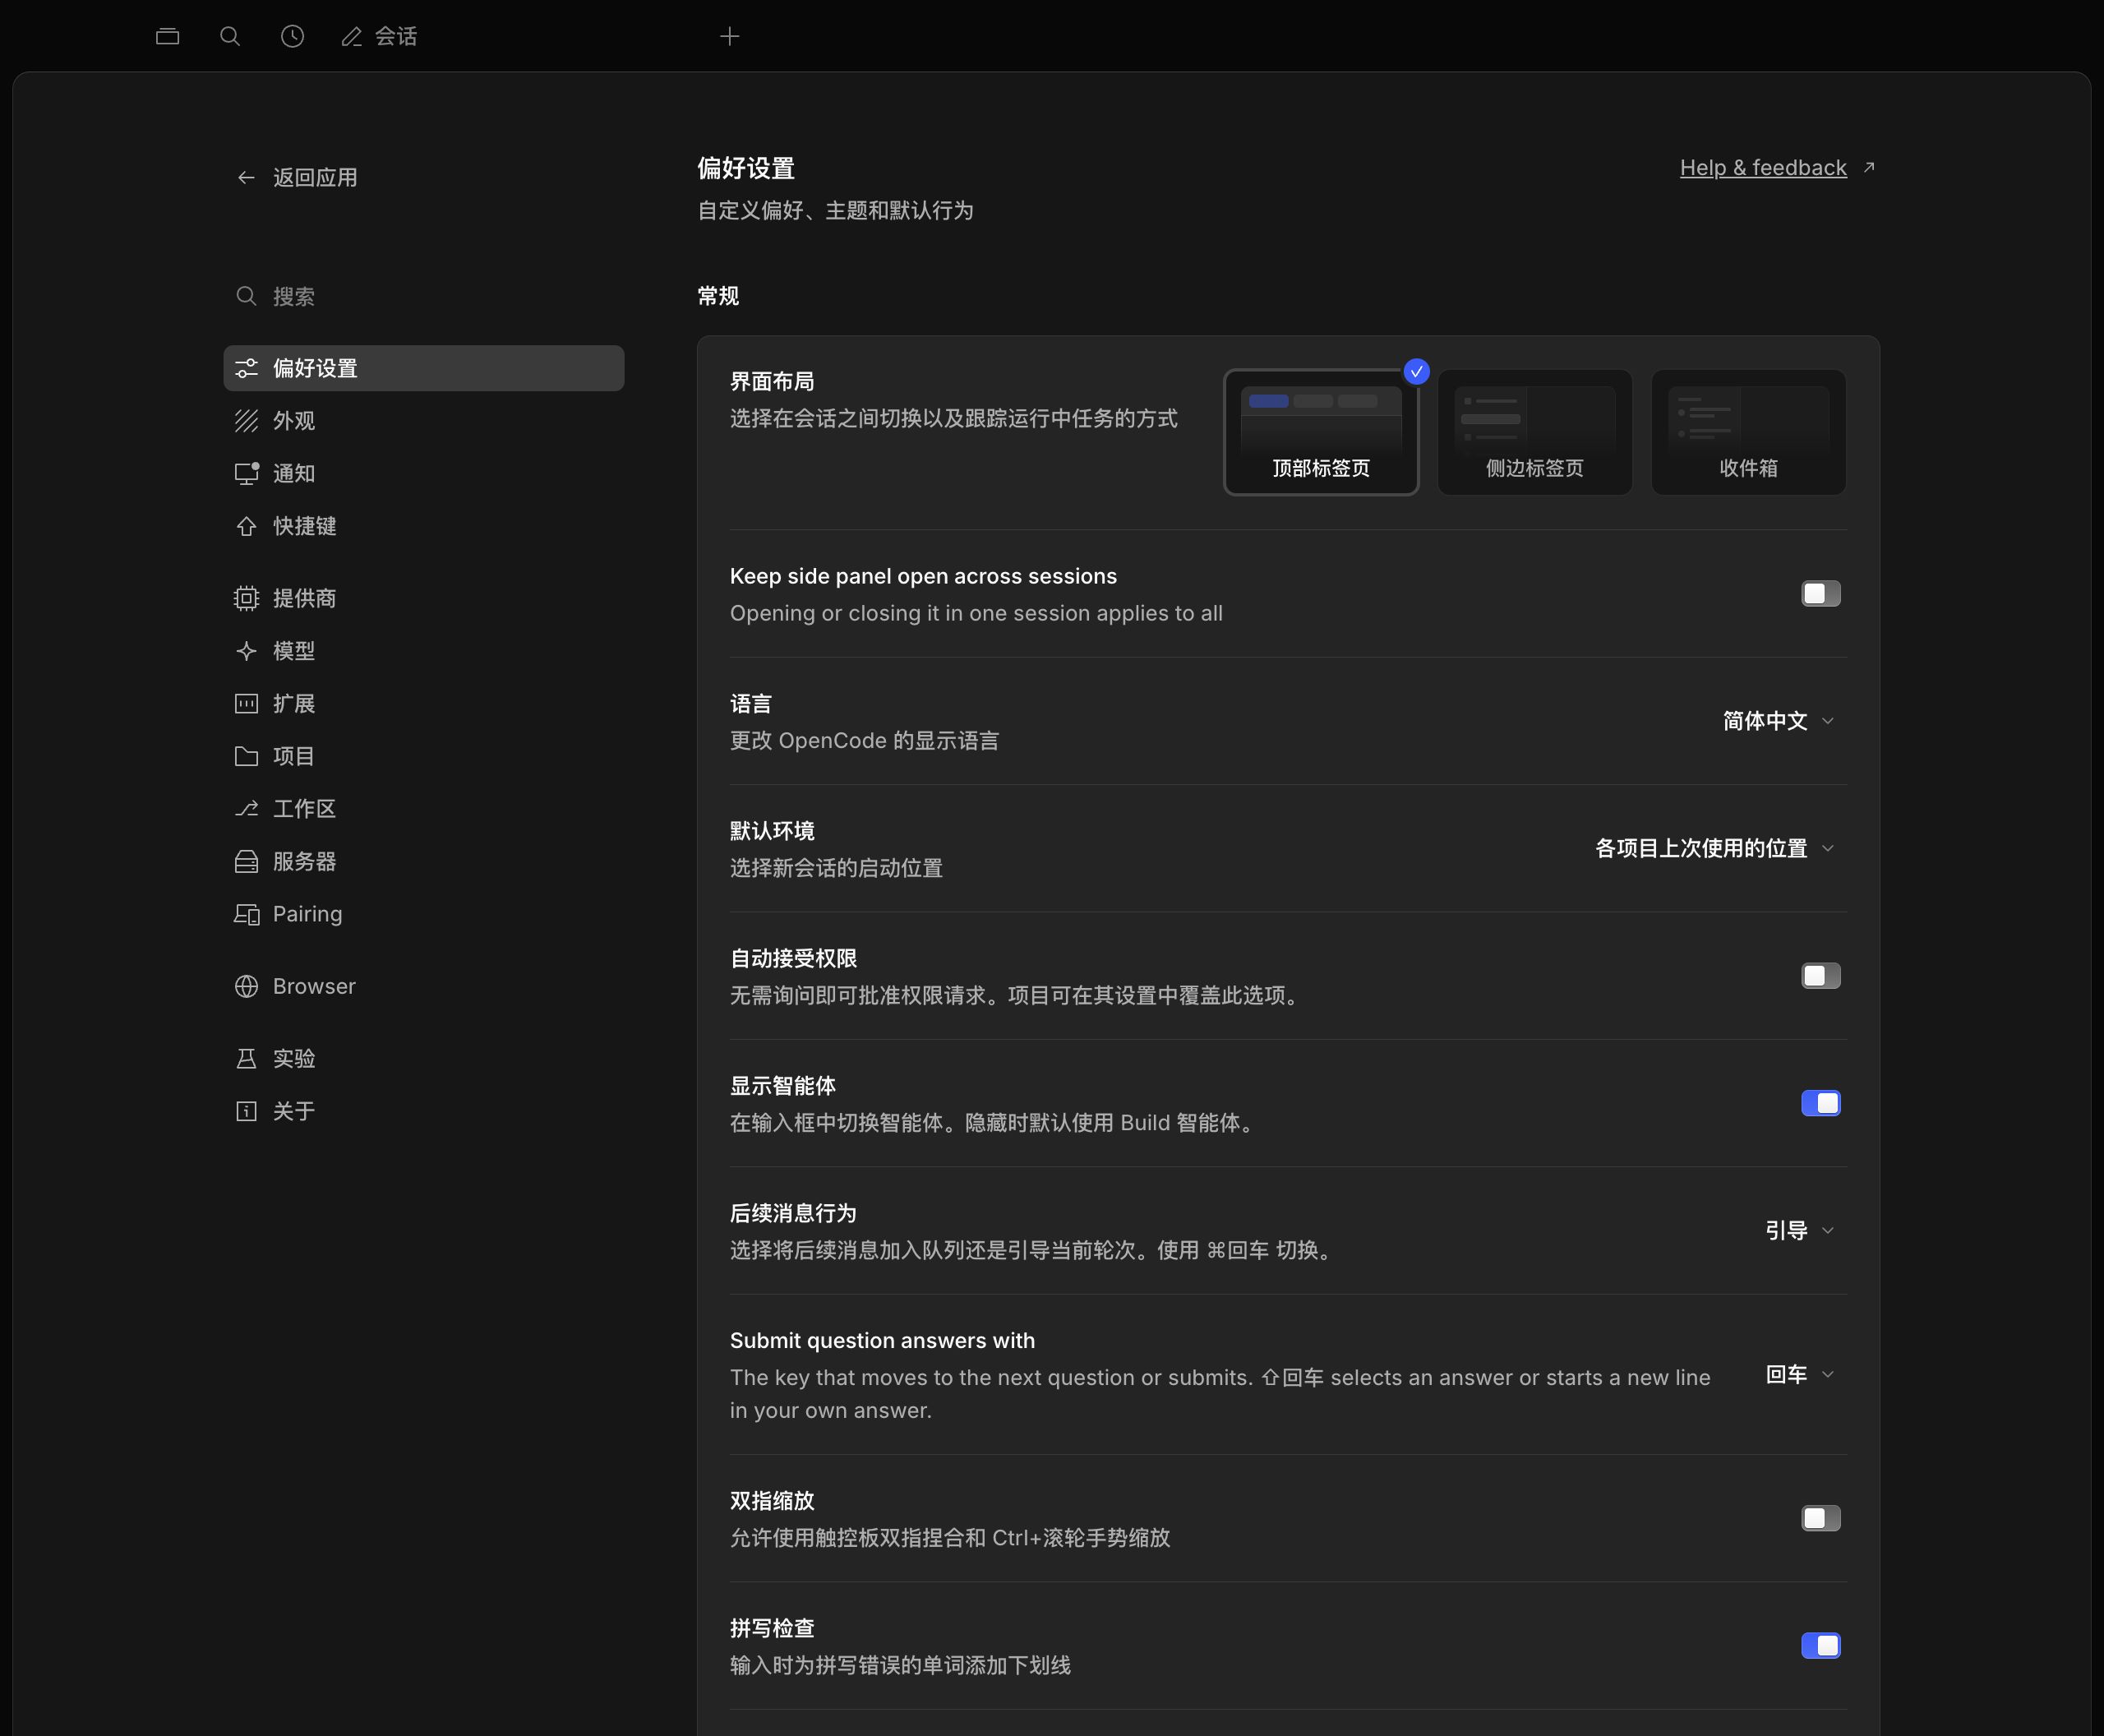 会话
返回应用
搜索
偏好设置
外观
通知
快捷键
提供商
模型
扩展
项目
工作区
服务器
Pairing
Browser
实验
关于
偏好设置
Help & feedback
自定义偏好、主题和默认行为
常规
界面布局
选择在会话之间切换以及跟踪运行中任务的方式
顶部标签页
侧边标签页
收件箱
Keep side panel open across sessions
Opening or closing it in one session applies to all
语言
更改 OpenCode 的显示语言
简体中文
默认环境
选择新会话的启动位置
各项目上次使用的位置
自动接受权限
无需询问即可批准权限请求。项目可在其设置中覆盖此选项。
显示智能体
在输入框中切换智能体。隐藏时默认使用 Build 智能体。
后续消息行为
选择将后续消息加入队列还是引导当前轮次。使用 ⌘回车 切换。
引导
Submit question answers with
The key that moves to the next question or submits. ⇧回车 selects an answer or starts a new line
in your own answer.
回车
双指缩放
允许使用触控板双指捏合和 Ctrl+滚轮手势缩放
拼写检查
输入时为拼写错误的单词添加下划线